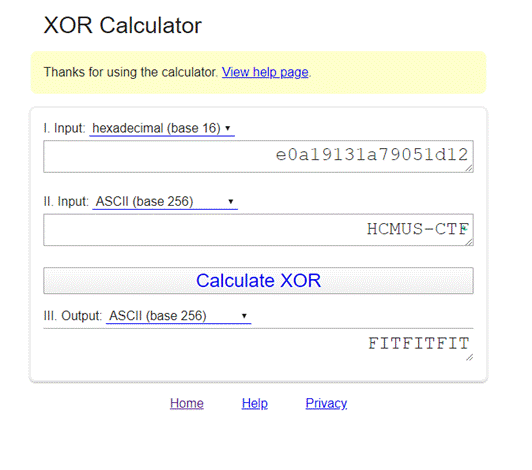 XOR Calculator
Thanks for using the calculator. View help page.
I. Input: hexadecimal (base 16)
e0a19131a79051d12
II. Input: ASCII (base 256)
HCMUS-CTF
Calculate XOR
III. Output: ASCII (base 256)
FITFITFIT
Home Help Privacy